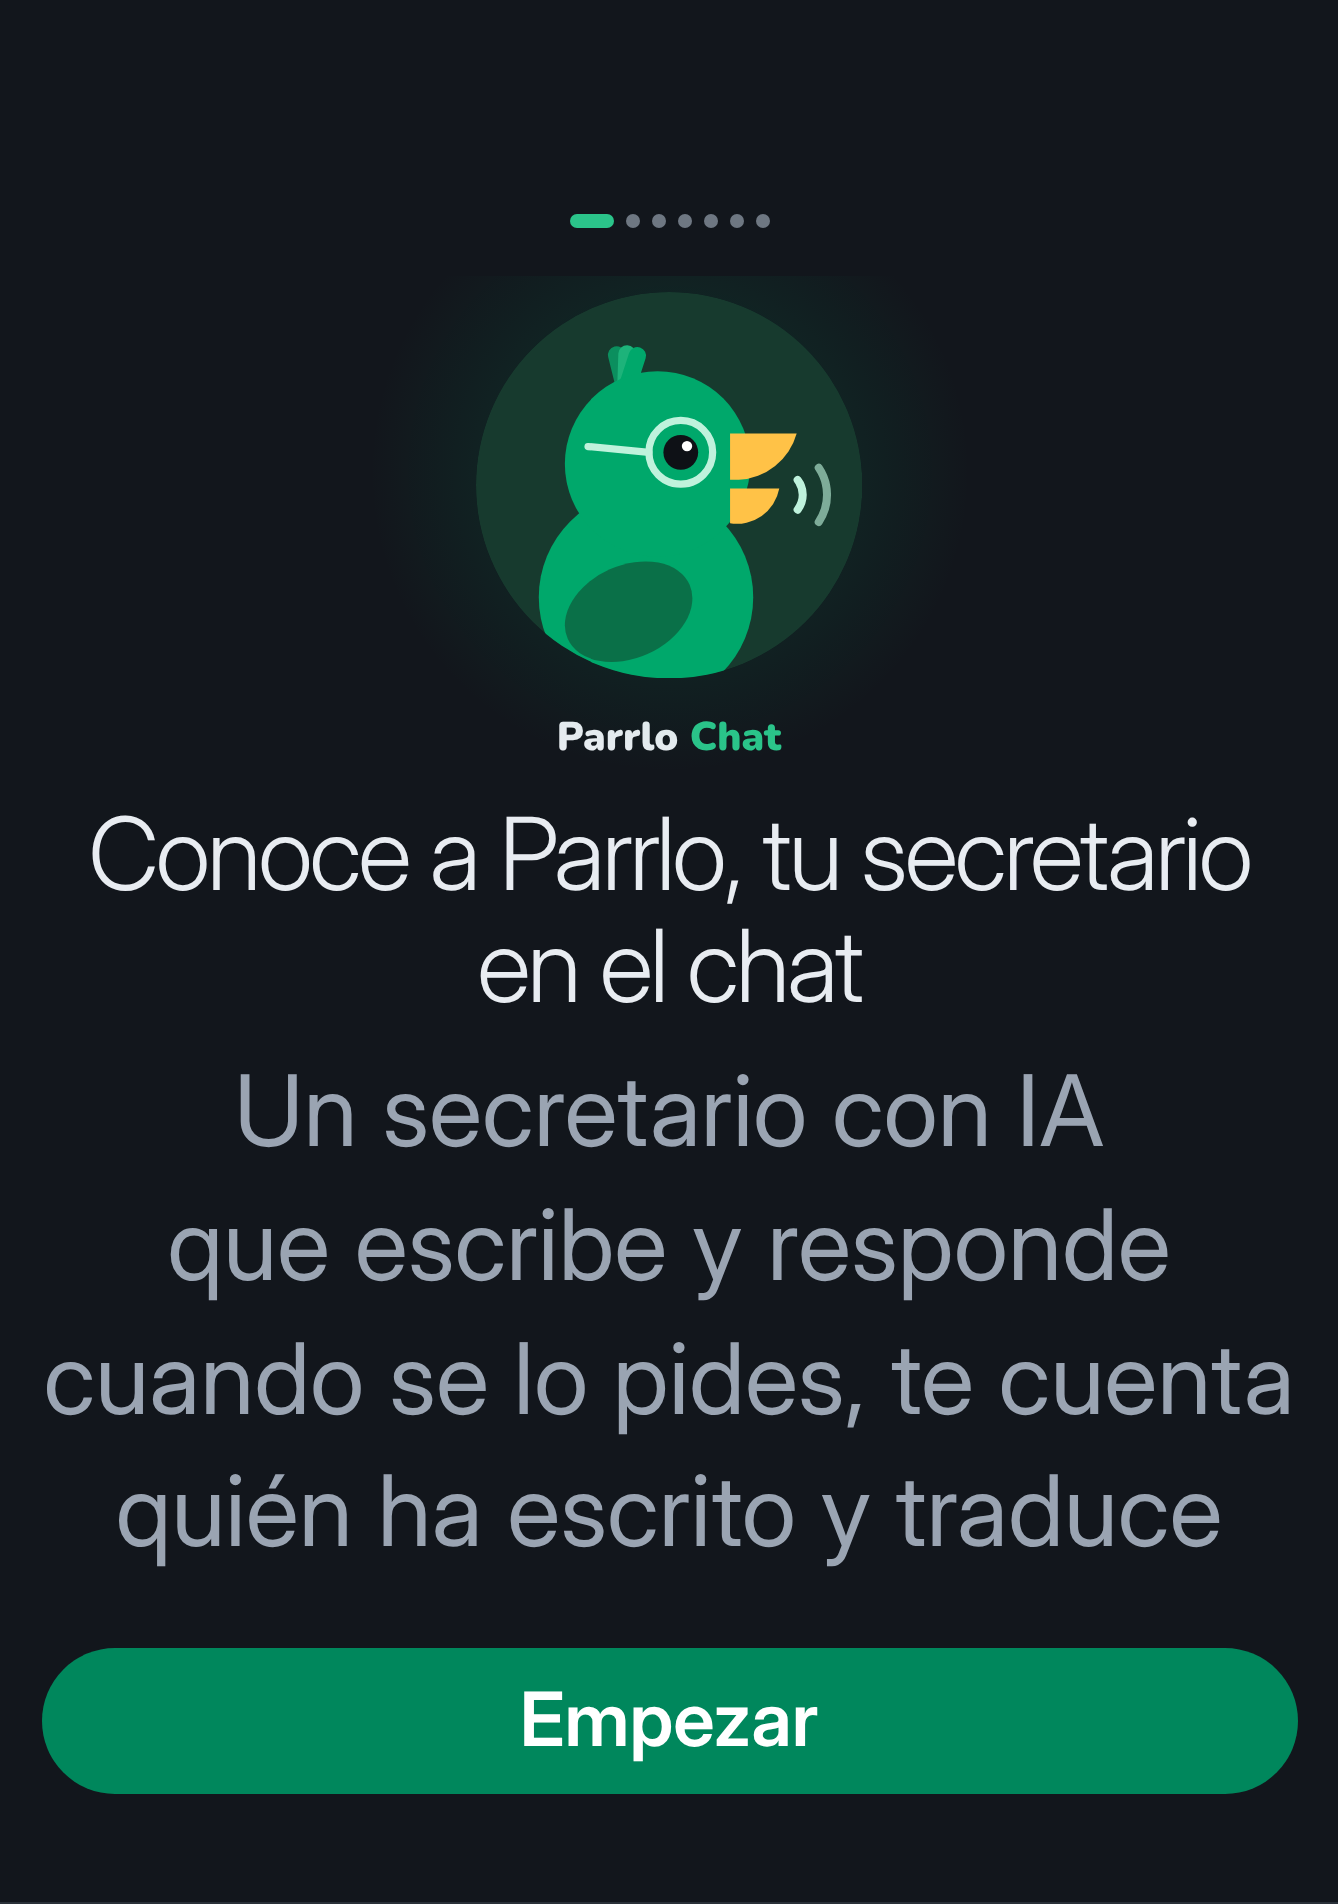 Parrlo Chat
Conoce a Parrlo, tu secretario
en el chat
Un secretario con IA
que escribe y responde
cuando se lo pides, te cuenta
quién ha escrito y traduce
Empezar